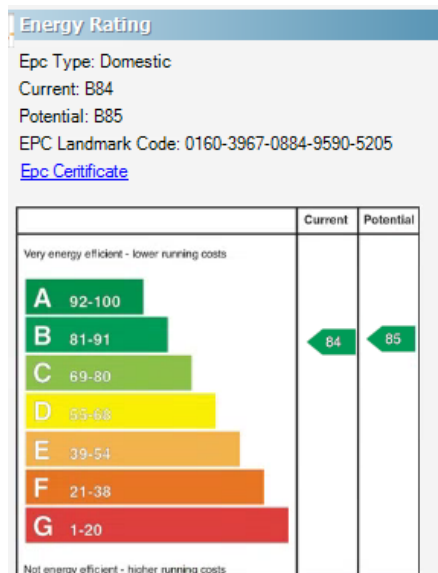 Energy Rating
Epc Type: Domestic
Current: B84
Potential: B85
EPC Landmark Code: 0160-3967-0884-9590-5205
Epc Ceritificate
Current Potential
Very energy efficient - lower running costs
A 92-100
B 81-91
84 85
C 69-80
D 55-68
E 39-54
F 21-38
G 1-20
Not energy efficient - higher running costs